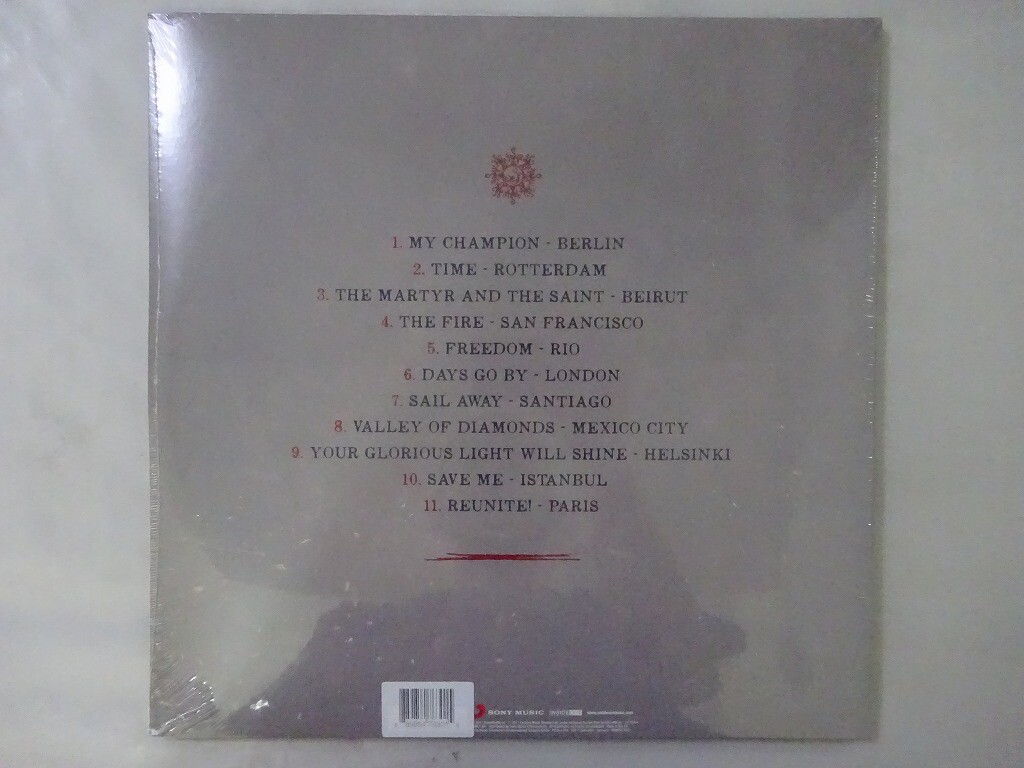 1. MY CHAMPION - BERLIN
2. TIME - ROTTERDAM
3. THE MARTYR AND THE SAINT - BEIRUT
4. THE FIRE - SAN FRANCISCO
5. FREEDOM - RIO
6. DAYS GO BY - LONDON
7. SAIL AWAY - SANTIAGO
8. VALLEY OF DIAMONDS - MEXICO CITY
9. YOUR GLORIOUS LIGHT WILL SHINE - HELSINKI
10. SAVE ME - ISTANBUL
11. REUNITE! - PARIS
SONY MUSIC